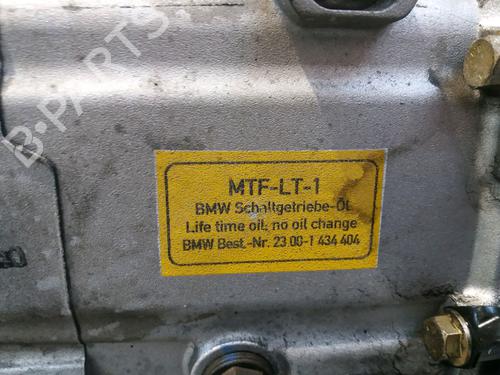 B-PARTS
MTF-LT-1
BMW Schaltgetriebe-ÖL
Life time oil, no oil change
BMW Best.-Nr. 23 00-1 434 404